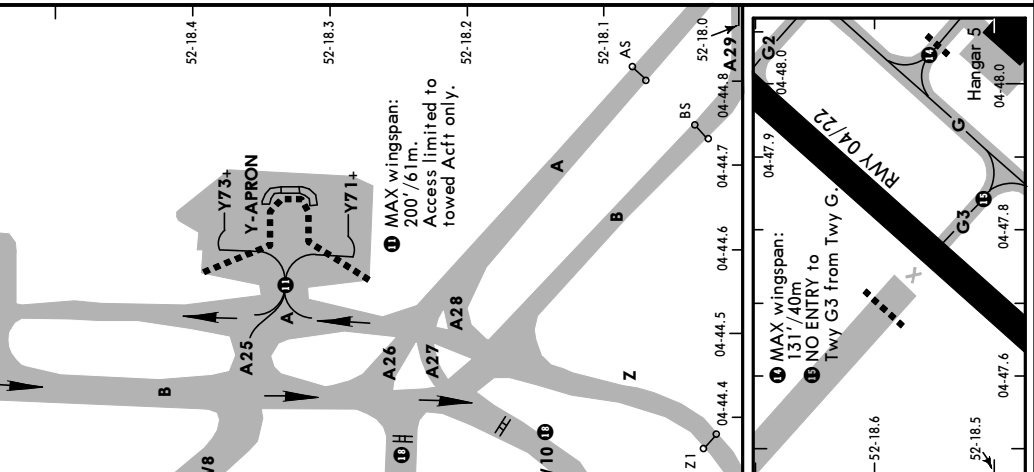 52-18.4
52-18.3
52-18.2
52-18.1
52-18.0
A29
AS
BS
04-44.8
04-44.7
04-44.6
04-44.5
04-44.4
Y73+
Y-APRON
Y71+
11 MAX wingspan:
200'/61m.
Access limited to
towed Acft only.
11
A
B
A
A25
A26
A27
A28
B
Z
Z1
18
18
G2
04-48.0
04-47.9
RWY 04/22
14
Hangar 5
04-48.0
G
15
G3
04-47.8
14 MAX wingspan:
131'/40m
15 NO ENTRY to
Twy G3 from Twy G.
04-47.6
52-18.6
52-18.5